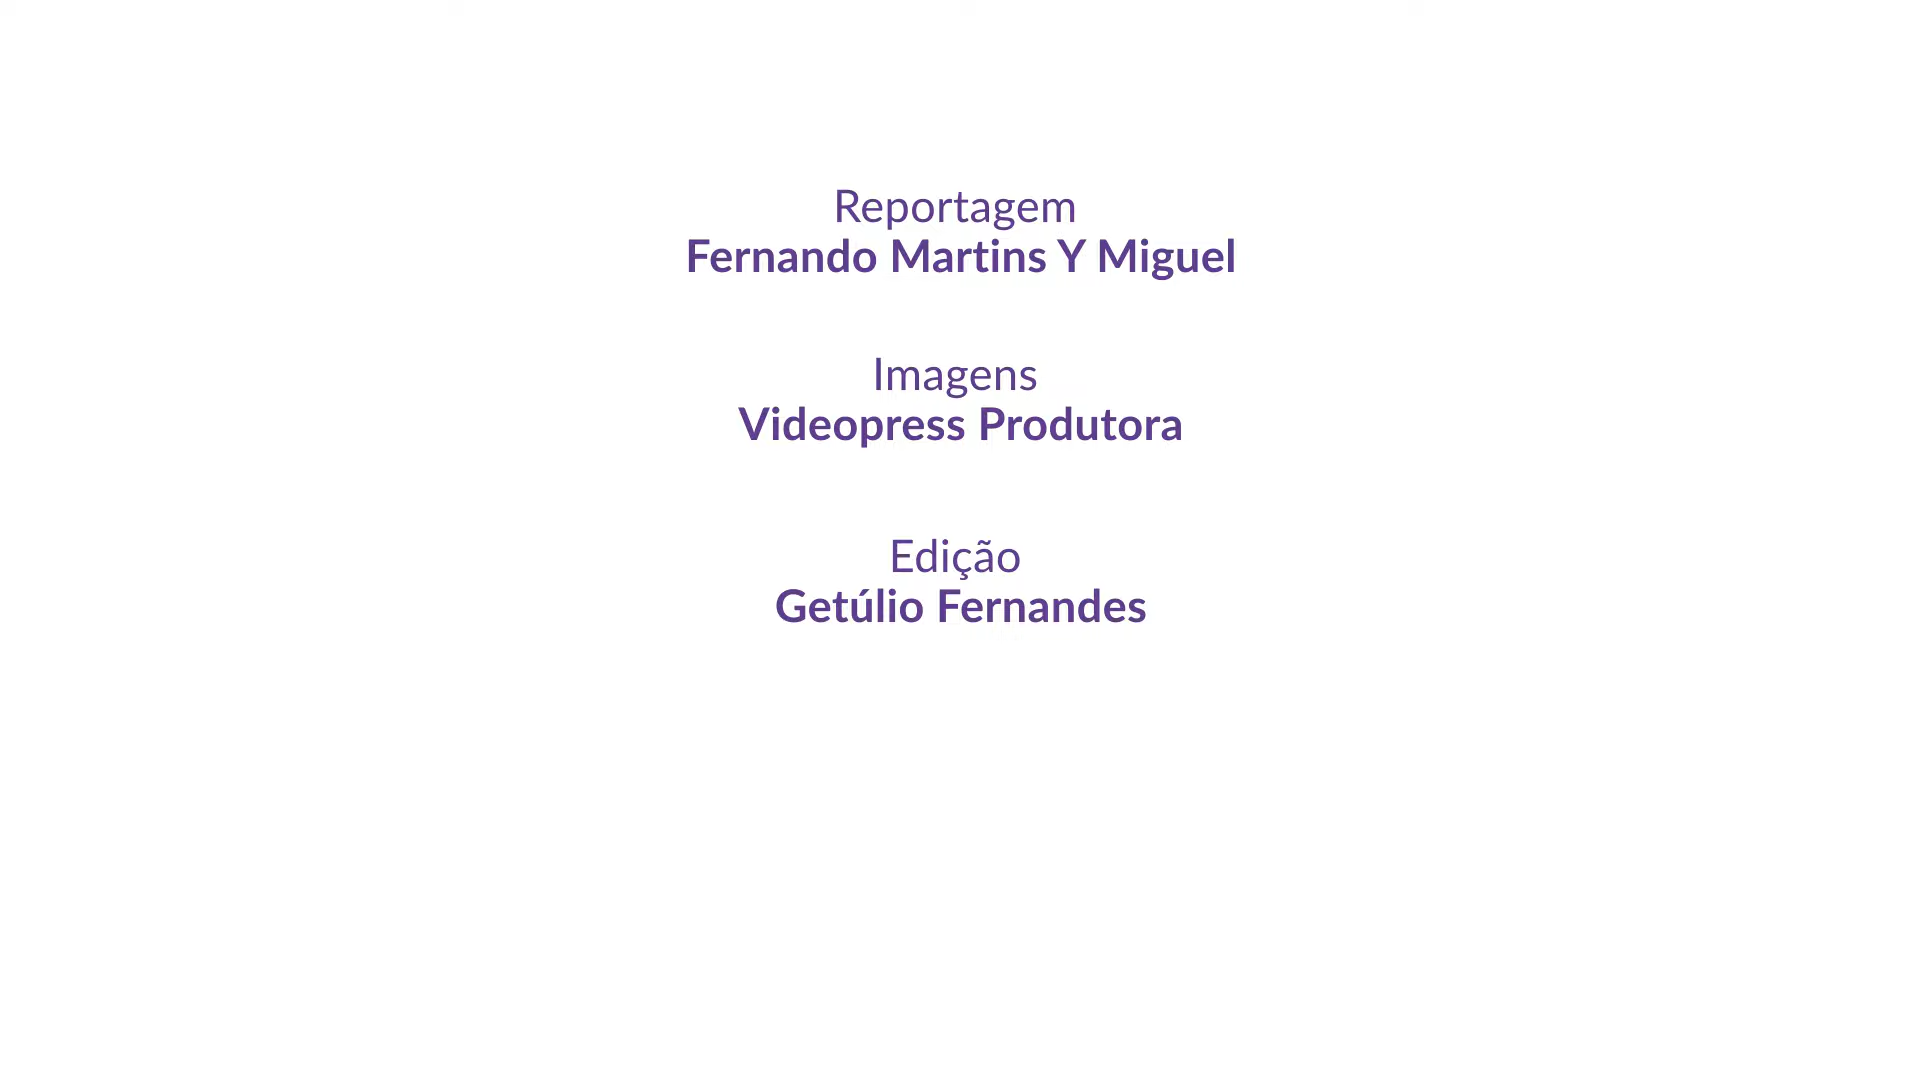 Reportagem
Fernando Martins Y Miguel
Imagens
Videopress Produtora
Edição
Getúlio Fernandes